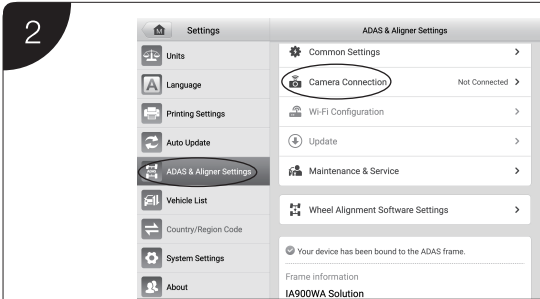 2
Settings
ADAS & Aligner Settings
Units
Language
Printing Settings
Auto Update
ADAS & Aligner Settings
Vehicle List
Country/Region Code
System Settings
About
Common Settings
Camera Connection Not Connected
Wi-Fi Configuration
Update
Maintenance & Service
Wheel Alignment Software Settings
Your device has been bound to the ADAS frame.
Frame information
IA900WA Solution